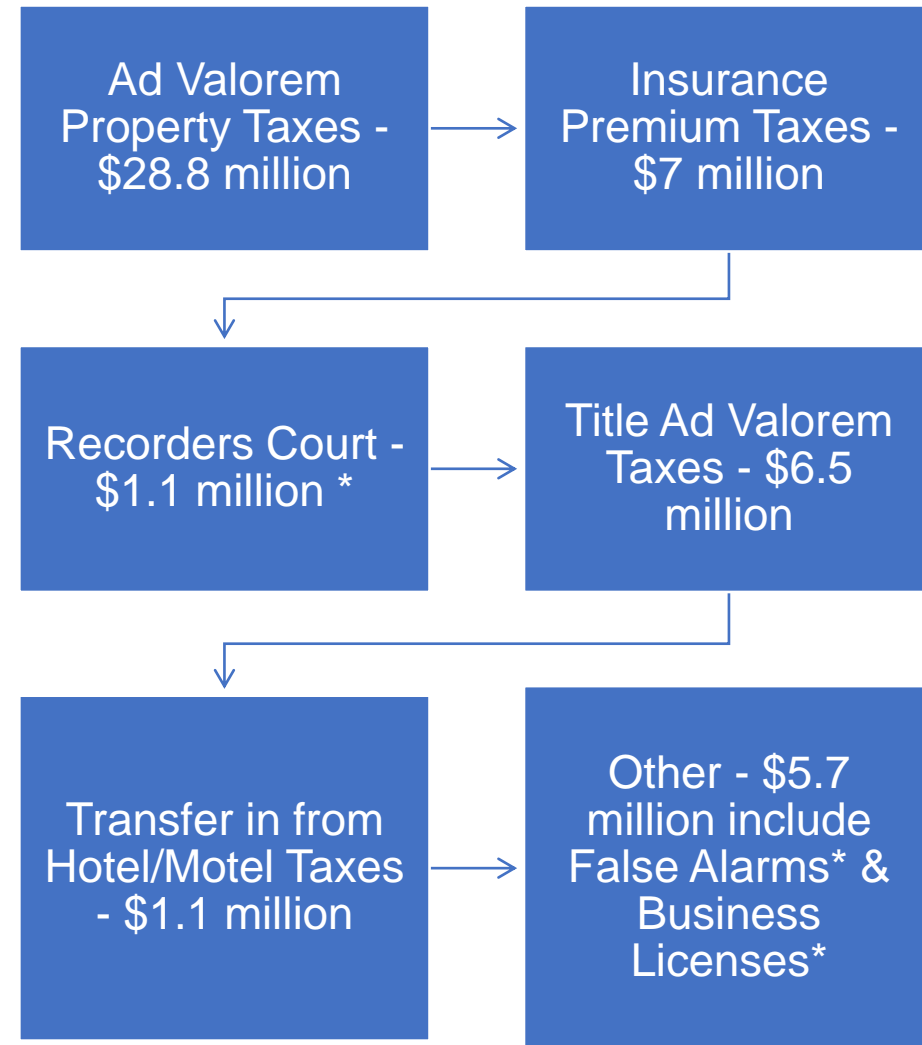 Ad Valorem
Property Taxes -
$28.8 million
Insurance
Premium Taxes -
$7 million
Recorders Court -
$1.1 million *
Title Ad Valorem
Taxes - $6.5
million
Transfer in from
Hotel/Motel Taxes
- $1.1 million
Other - $5.7
million include
False Alarms* &
Business
Licenses*